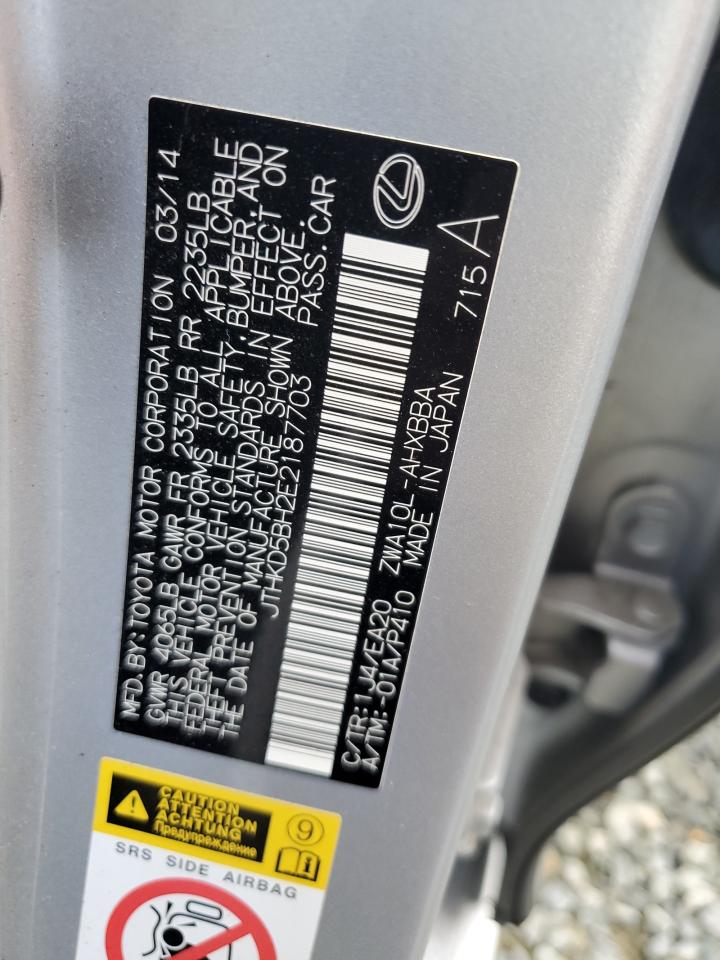 MFD.BY:TOYOTA MOTOR CORPORATION 03/14
GVWR 4065LB GAWR FR 2335LB RR 2235LB
THIS VEHICLE CONFORMS TO ALL APPLICABLE
FEDERAL MOTOR VEHICLE SAFETY,BUMPER,AND
THEFT PREVENTION STANDARDS IN EFFECT ON
THE DATE OF MANUFACTURE SHOWN ABOVE.
JTHKD5BH2E2187703 PASS.CAR
C/TR:1J4/EA20 ZWA10L-AHXBBA
A/TM:-01A/P410 MADE IN JAPAN 715 A
CAUTION
ATTENTION
ACHTUNG
Предупреждение
9
i
SRS SIDE AIRBAG